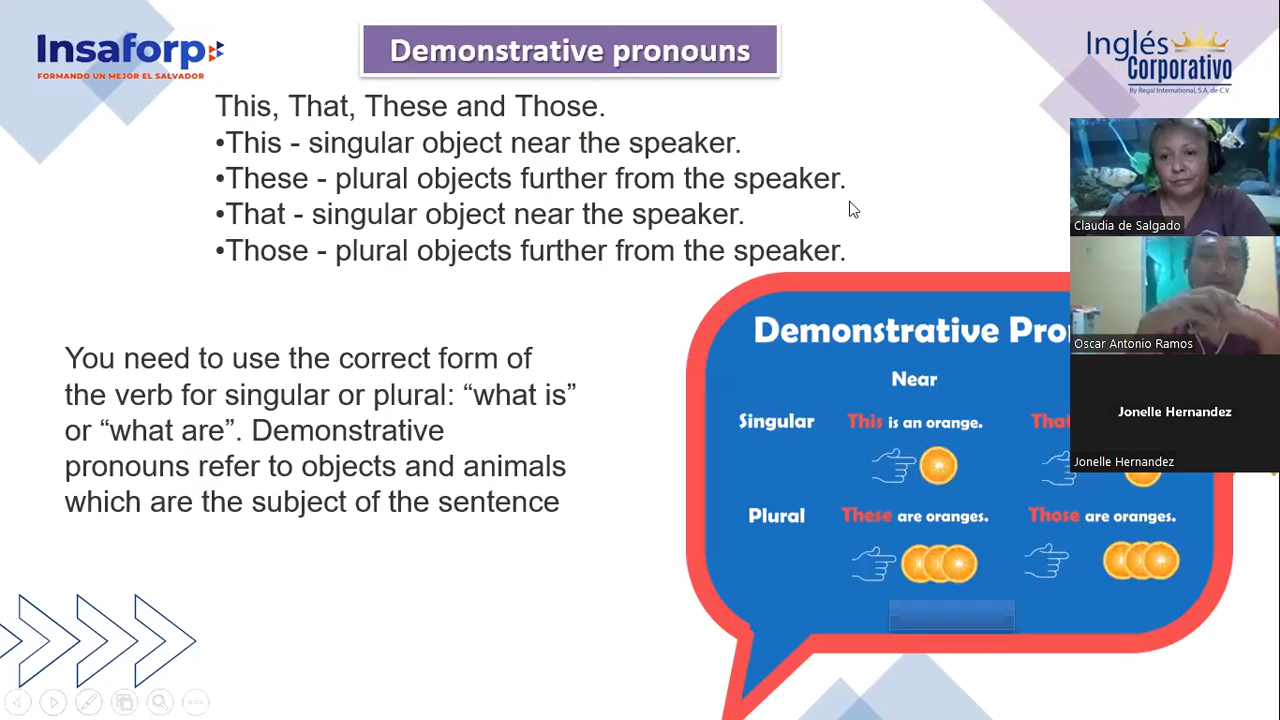 Insaforp
FORMANDO UN MEJOR EL SALVADOR
Demonstrative pronouns
Inglés
Corporativo
By Regal International, S.A. de C.V.
This, That, These and Those.
•This - singular object near the speaker.
•These - plural objects further from the speaker.
•That - singular object near the speaker.
•Those - plural objects further from the speaker.
You need to use the correct form of
the verb for singular or plural: “what is”
or “what are”. Demonstrative
pronouns refer to objects and animals
which are the subject of the sentence
Demonstrative Pro
Near
Singular This is an orange. That
Plural These are oranges. Those are oranges.
Claudia de Salgado
Oscar Antonio Ramos
Jonelle Hernandez
Jonelle Hernandez